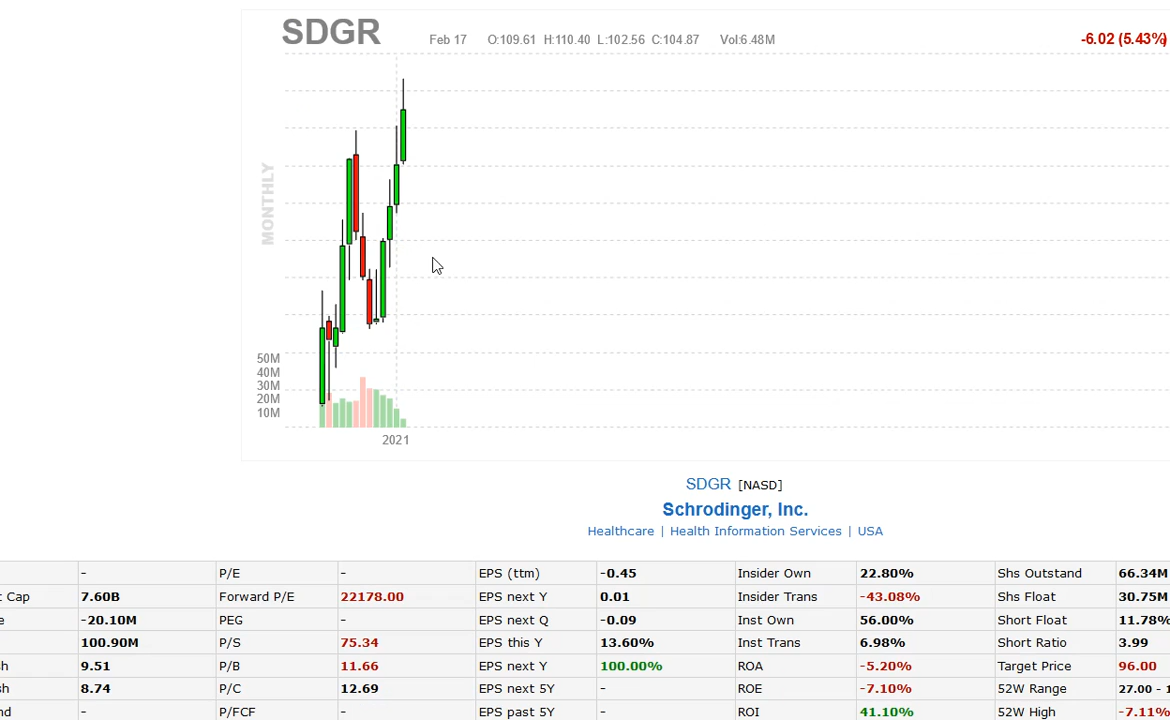 SDGR Feb 17 O:109.61 H:110.40 L:102.56 C:104.87 Vol:6.48M -6.02 (5.43%)
MONTHLY
50M
40M
30M
20M
10M
2021
SDGR [NASD]
Schrodinger, Inc.
Healthcare | Health Information Services | USA
- P/E - EPS (ttm) -0.45 Insider Own 22.80% Shs Outstand 66.34M
Cap 7.60B Forward P/E 22178.00 EPS next Y 0.01 Insider Trans -43.08% Shs Float 30.75M
-20.10M PEG - EPS next Q -0.09 Inst Own 56.00% Short Float 11.78%
100.90M P/S 75.34 EPS this Y 13.60% Inst Trans 6.98% Short Ratio 3.99
9.51 P/B 11.66 EPS next Y 100.00% ROA -5.20% Target Price 96.00
8.74 P/C 12.69 EPS next 5Y - ROE -7.10% 52W Range 27.00 -
- P/FCF - EPS past 5Y - ROI 41.10% 52W High -7.11%